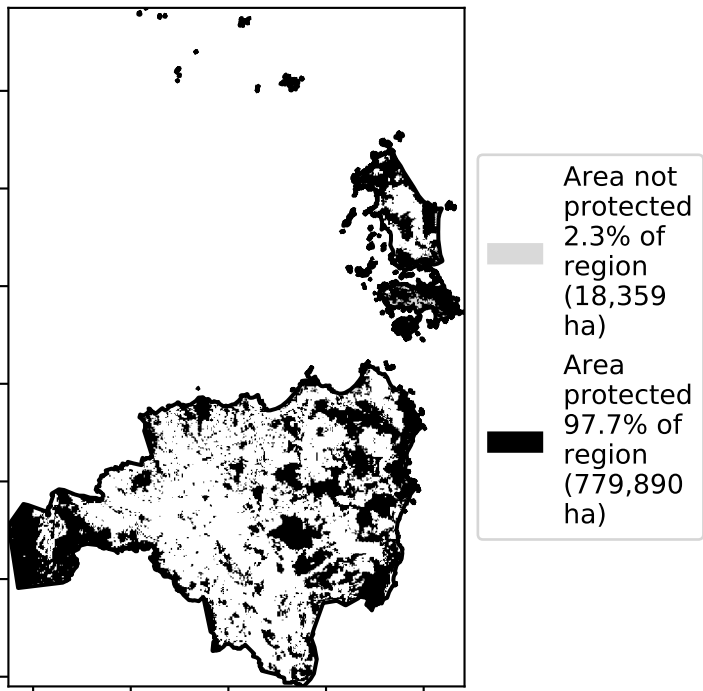 Area not
protected
2.3% of
region
(18,359
ha)
Area
protected
97.7% of
region
(779,890
ha)